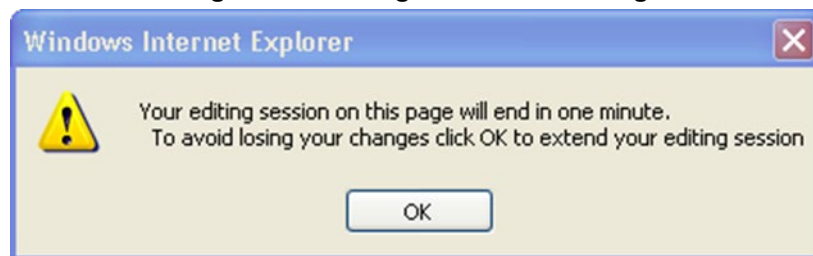 Windows Internet Explorer
Your editing session on this page will end in one minute.
To avoid losing your changes click OK to extend your editing session
OK